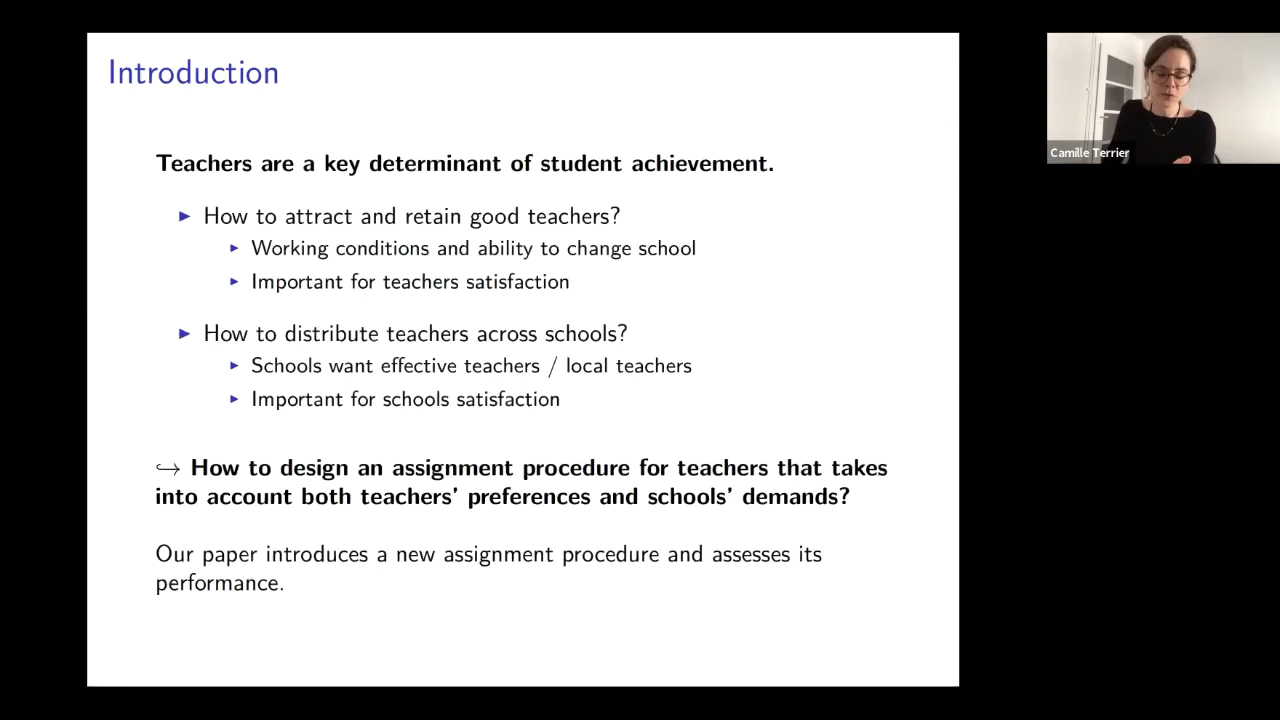 Introduction
Teachers are a key determinant of student achievement.
▶ How to attract and retain good teachers?
▶ Working conditions and ability to change school
▶ Important for teachers satisfaction
▶ How to distribute teachers across schools?
▶ Schools want effective teachers / local teachers
▶ Important for schools satisfaction
↪ How to design an assignment procedure for teachers that takes
into account both teachers' preferences and schools' demands?
Our paper introduces a new assignment procedure and assesses its
performance.
Camille Terrier